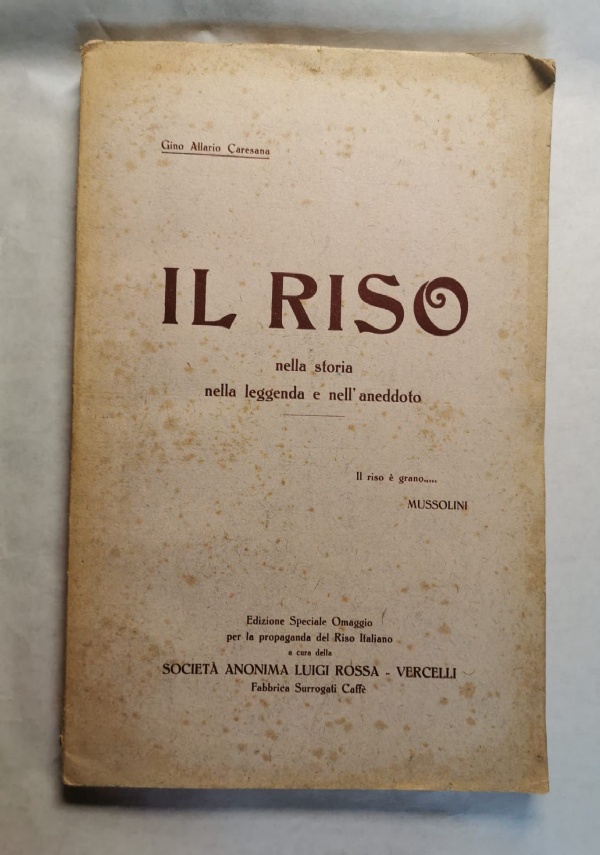 Gino Allario Caresana
IL RISO
nella storia
nella leggenda e nell'aneddoto
Il riso è grano.....
MUSSOLINI
Edizione Speciale Omaggio
per la propaganda del Riso Italiano
a cura della
SOCIETÀ ANONIMA LUIGI ROSSA - VERCELLI
Fabbrica Surrogati Caffè